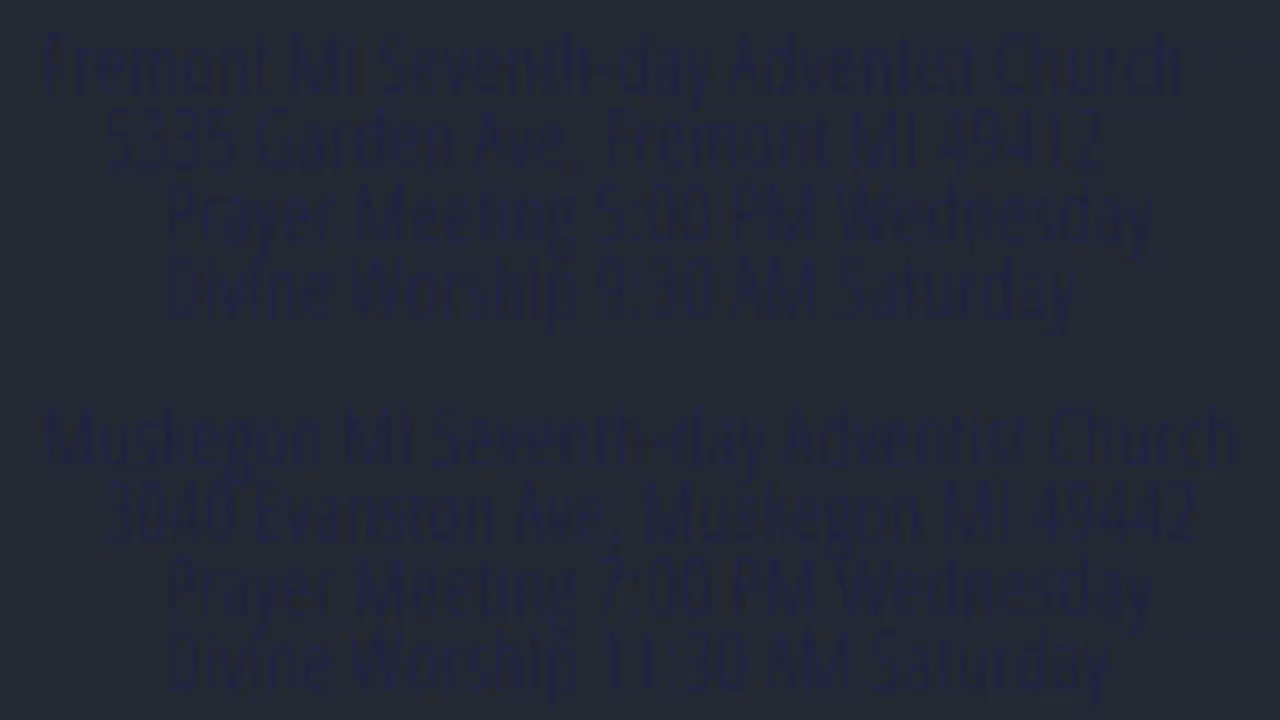 Fremont MI Seventh-day Adventist Church
5335 Garden Ave, Fremont MI 49412
Prayer Meeting 5:00 PM Wednesday
Divine Worship 9:30 AM Saturday
Muskegon MI Seventh-day Adventist Church
3040 Evanston Ave, Muskegon MI 49442
Prayer Meeting 7:00 PM Wednesday
Divine Worship 11:30 AM Saturday